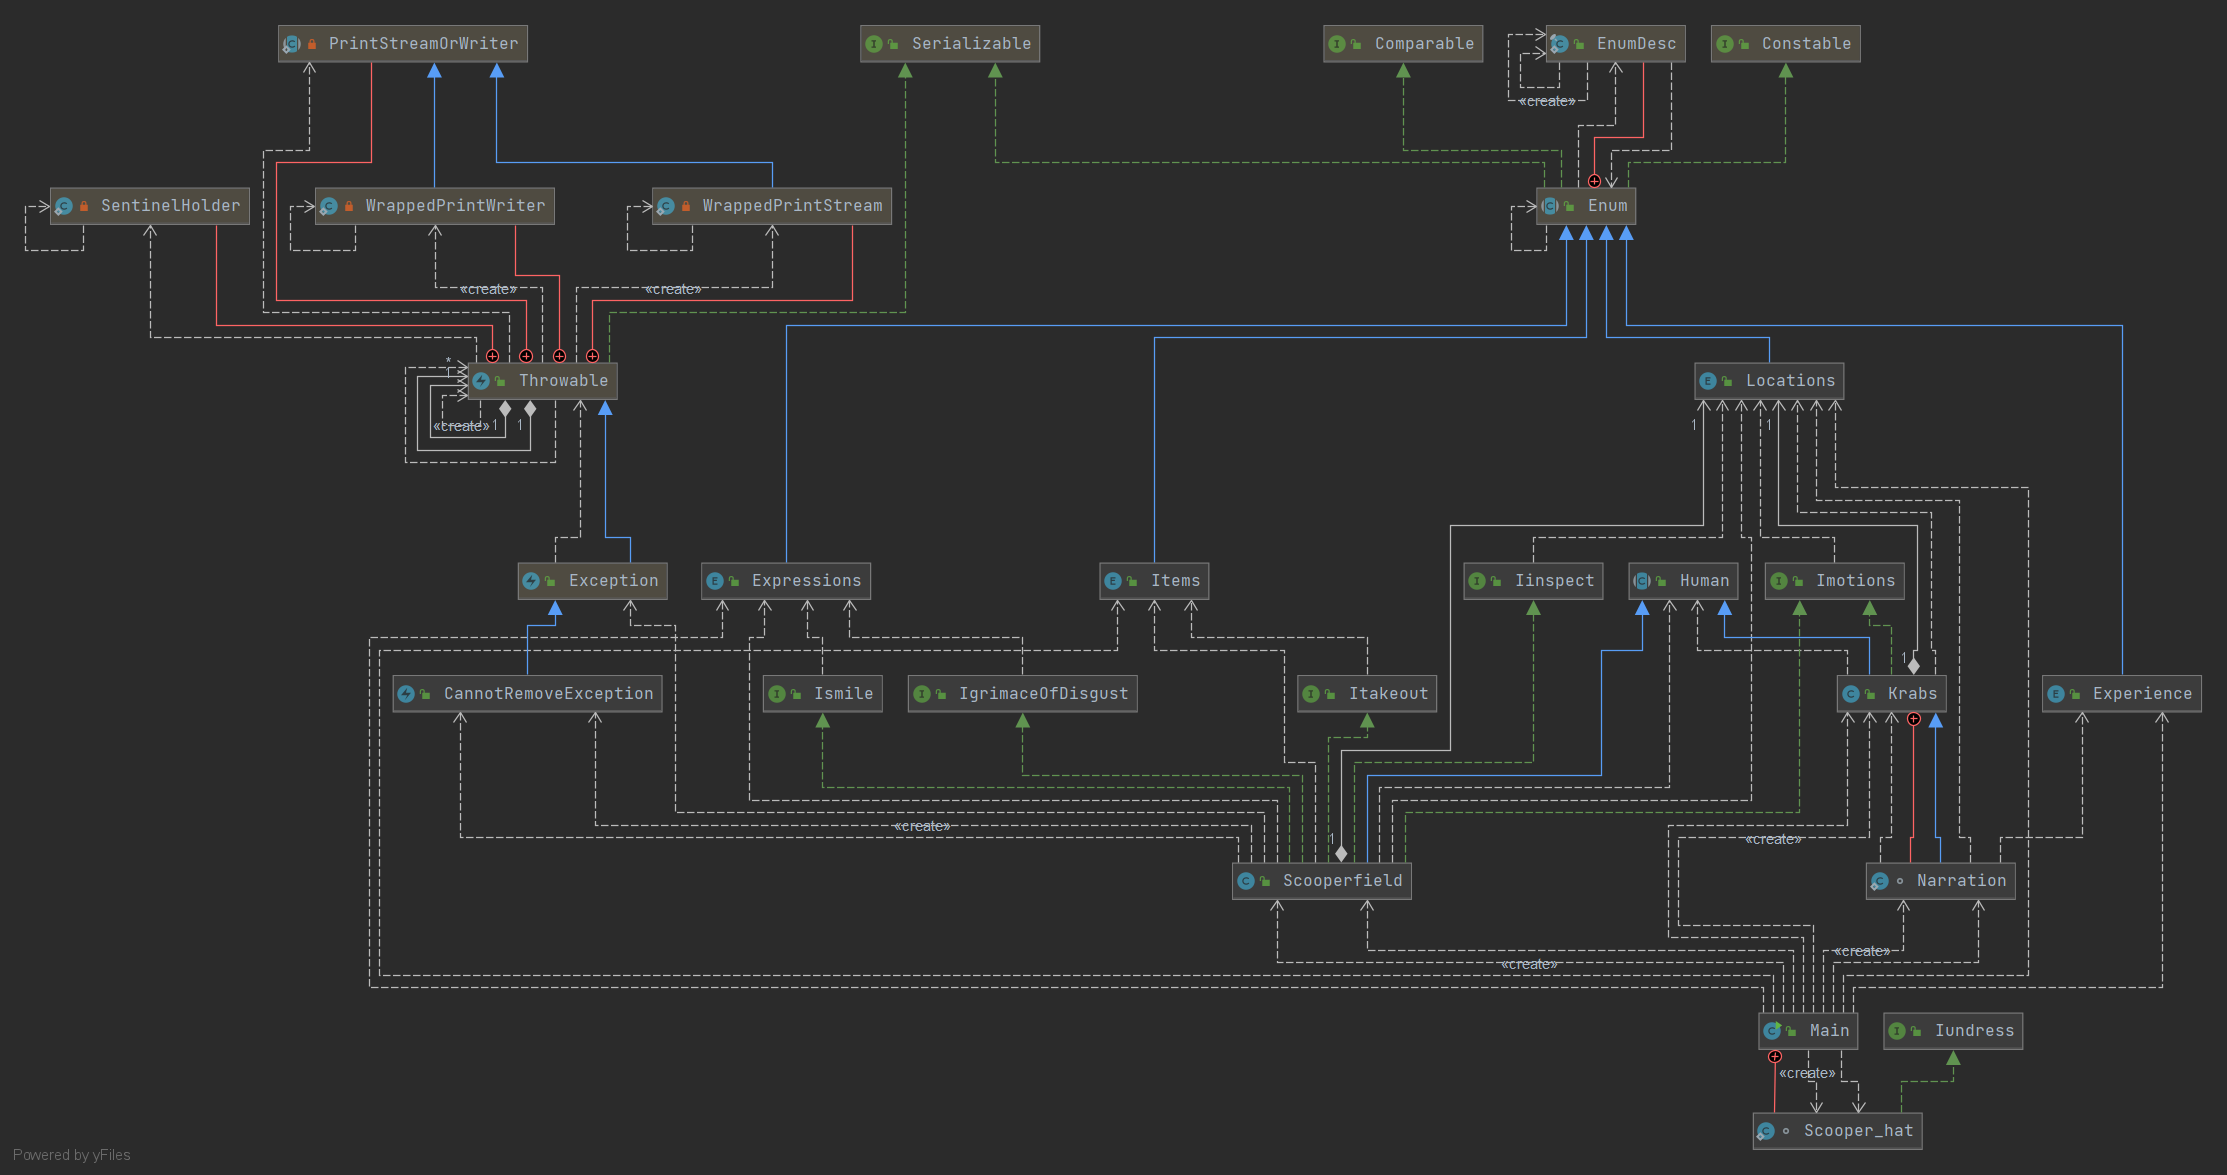 PrintStreamOrWriter
Serializable
Comparable
EnumDesc
Constable
«create»
SentinelHolder
WrappedPrintWriter
WrappedPrintStream
Enum
«create»
«create»
*
1
Throwable
Locations
«create»
1
1
1
1
Exception
Expressions
Items
Iinspect
Human
Imotions
1
CannotRemoveException
Ismile
IgrimaceOfDisgust
Itakeout
Krabs
Experience
«create»
1
«create»
Scooperfield
Narration
«create»
«create»
Main
Iundress
«create»
Scooper_hat
Powered by yFiles